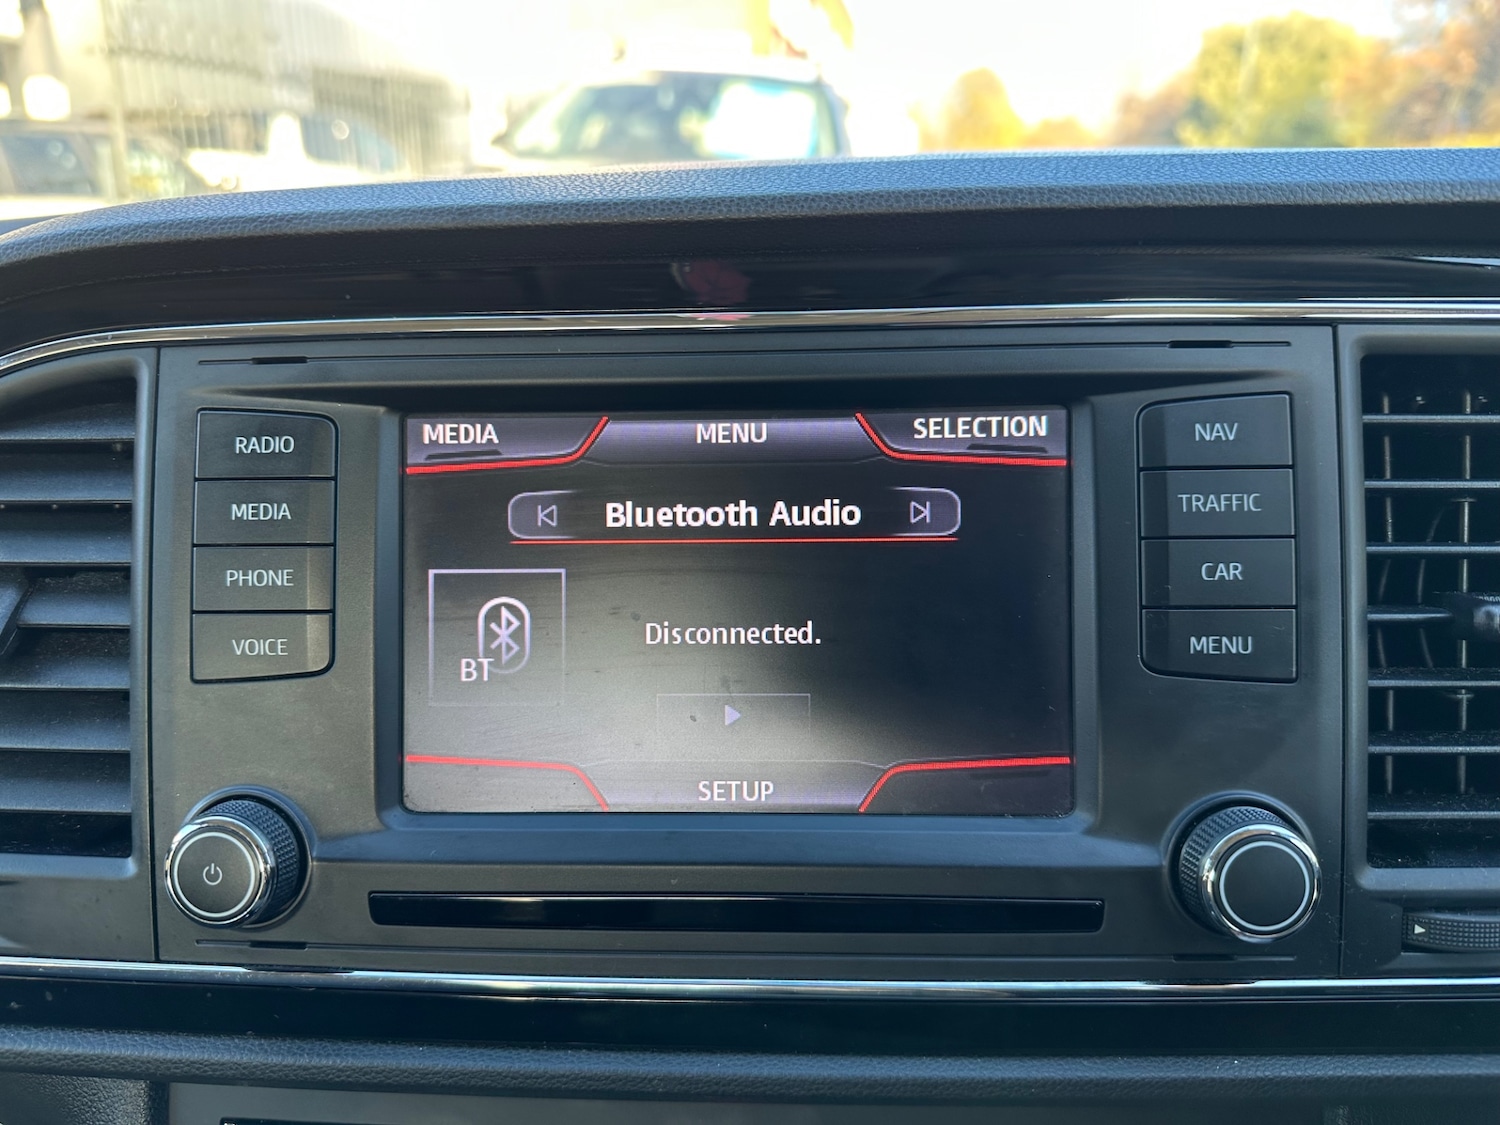 MEDIA MENU SELECTION
Bluetooth Audio
Disconnected.
BT
SETUP
RADIO
MEDIA
PHONE
VOICE
NAV
TRAFFIC
CAR
MENU